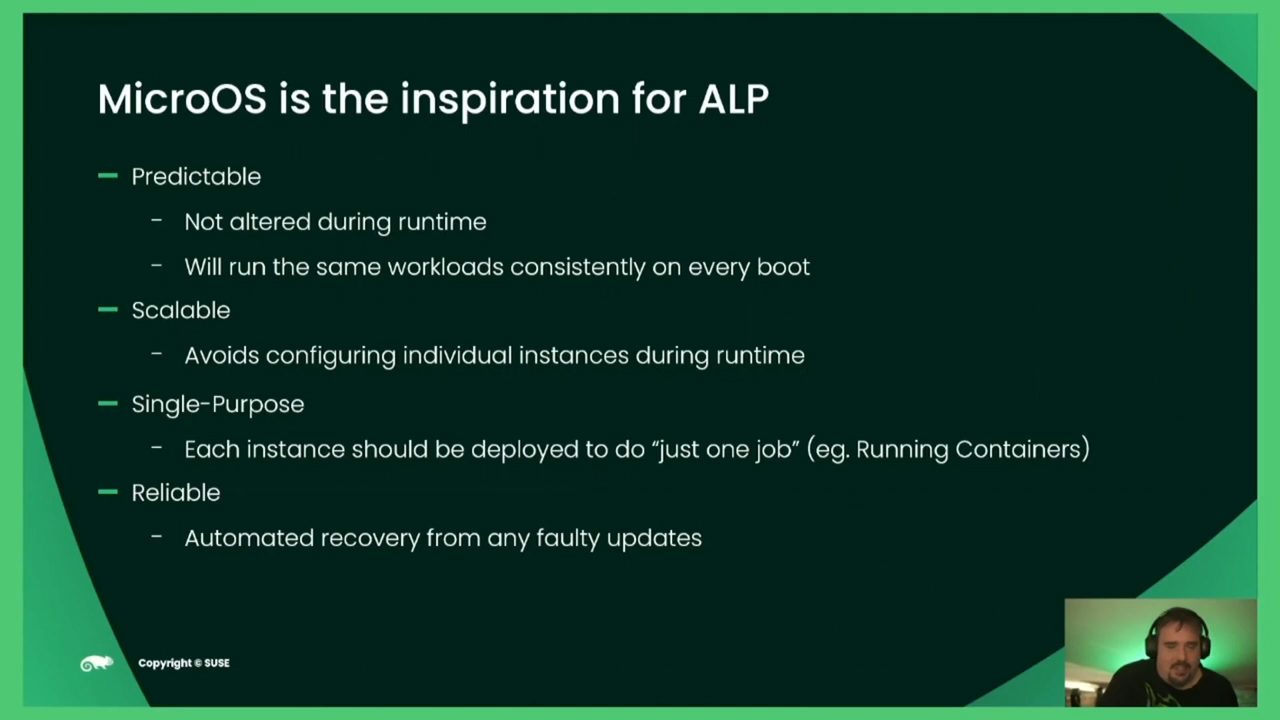 MicroOS is the inspiration for ALP
Predictable
Not altered during runtime
Will run the same workloads consistently on every boot
Scalable
Avoids configuring individual instances during runtime
Single-Purpose
Each instance should be deployed to do “just one job” (eg. Running Containers)
Reliable
Automated recovery from any faulty updates
Copyright © SUSE